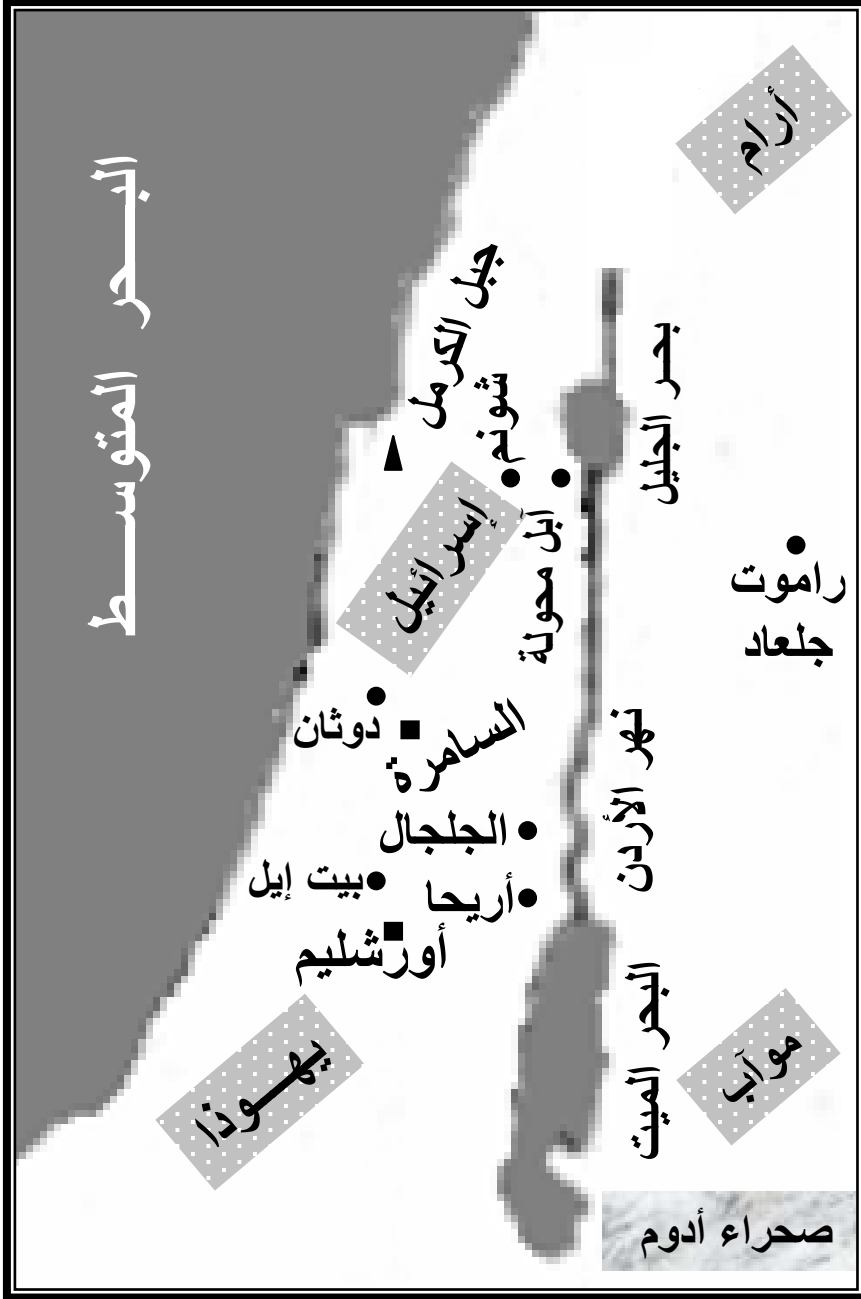 أرام
البحر المتوسط
جبل الكرمل
شونم
بحر الجليل
إسرائيل
آبل محولة
راموت
جلعاد
دوثان
السامرة
نهر الأردن
الجلجال
بيت إيل
أريحا
أورشليم
البحر الميت
يهوذا
موآب
صحراء أدوم